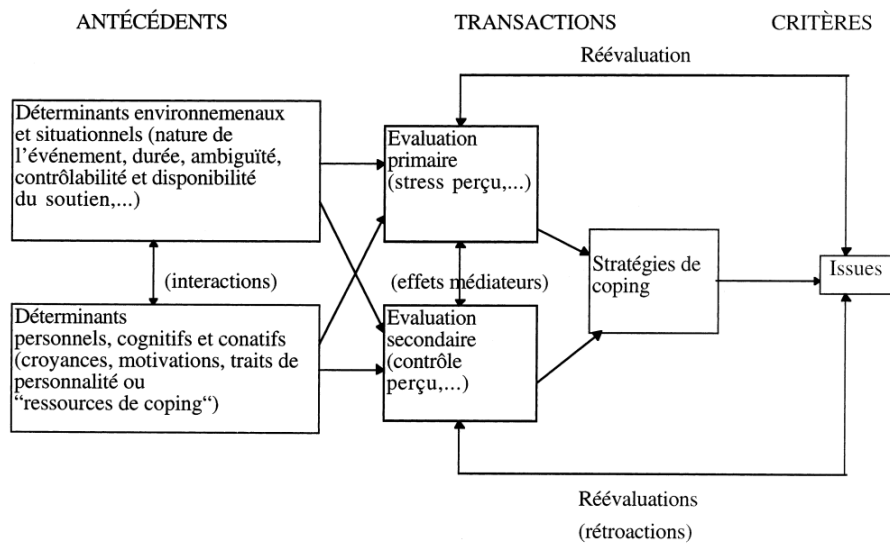 ANTÉCÉDENTS
TRANSACTIONS
CRITÈRES
Réévaluation
Déterminants environnemenaux
et situationnels (nature de
l'événement, durée, ambiguïté,
contrôlabilité et disponibilité
du soutien,...)
Evaluation
primaire
(stress perçu,...)
(interactions)
(effets médiateurs)
Stratégies de
coping
Issues
Déterminants
personnels, cognitifs et conatifs
(croyances, motivations, traits de
personnalité ou
“ressources de coping“)
Evaluation
secondaire
(contrôle
perçu,...)
Réévaluations
(rétroactions)